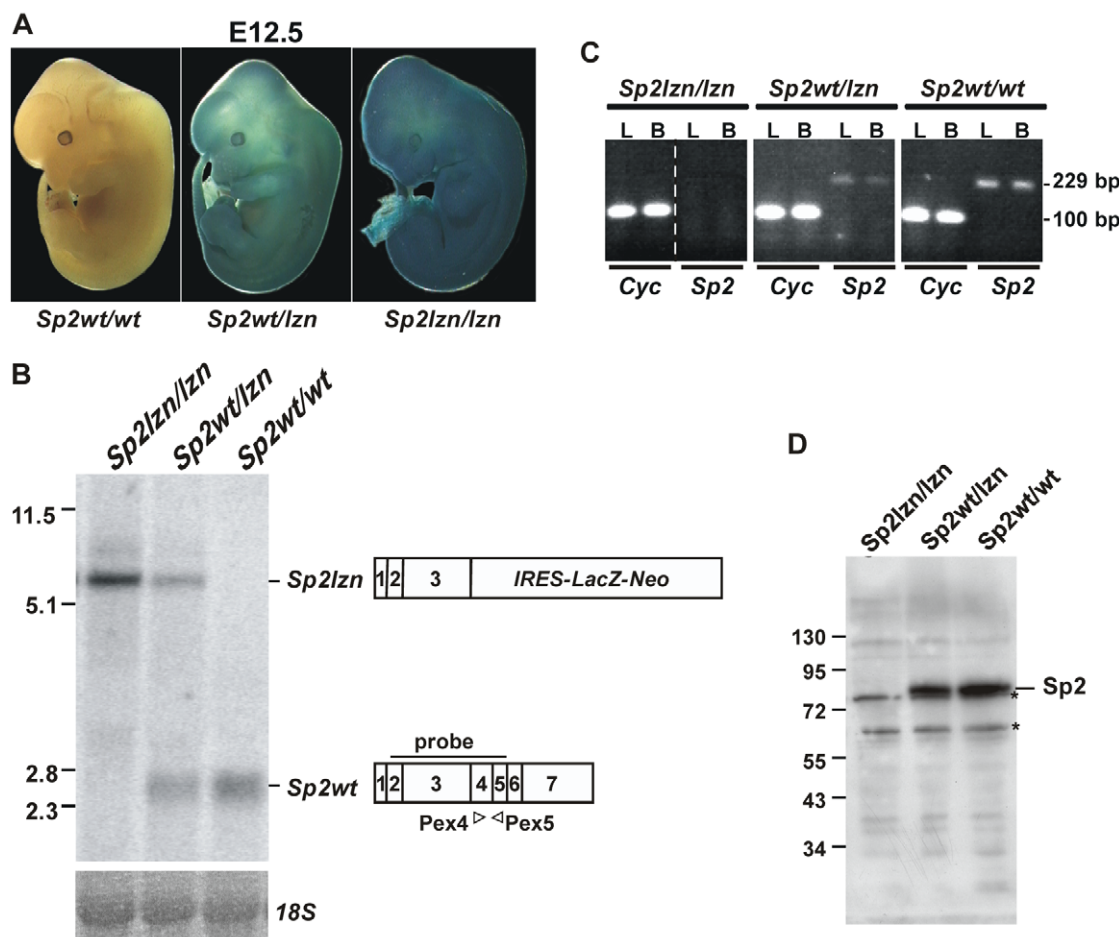 A
E12.5
Sp2wt/wt
Sp2wt/lzn
Sp2lzn/lzn
B
Sp2lzn/lzn
Sp2wt/lzn
Sp2wt/wt
11.5
5.1
2.8
2.3
Sp2lzn
Sp2wt
18S
1 2 3 IRES-LacZ-Neo
probe
1 2 3 4 5 6 7
Pex4 Pex5
C
Sp2lzn/lzn Sp2wt/lzn Sp2wt/wt
L B L B L B L B L B
229 bp
100 bp
Cyc Sp2 Cyc Sp2 Cyc Sp2
D
Sp2lzn/lzn
Sp2wt/lzn
Sp2wt/wt
130
95
72
55
43
34
Sp2
*
*